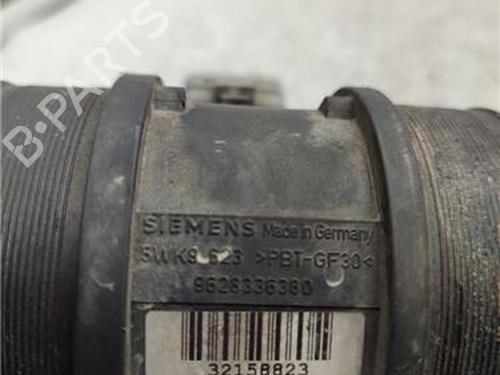 B-PARTS
SIEMENS Made in Germany
5WK9 623 >PBT-GF30<
9628336380
32158823